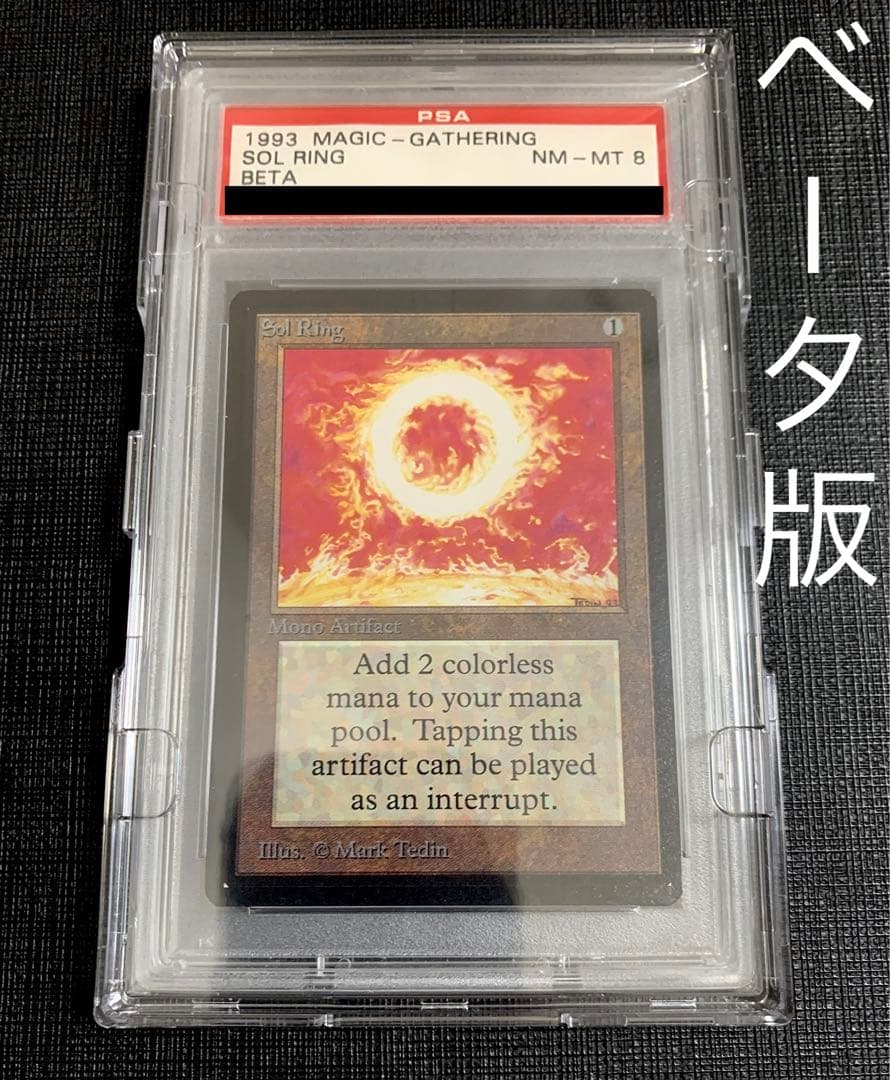 PSA
1993 MAGIC-GATHERING
SOL RING NM-MT 8
BETA
Sol Ring 1
TEDIN 93
Mono Artifact
Add 2 colorless
mana to your mana
pool. Tapping this
artifact can be played
as an interrupt.
Illus. © Mark Tedin
ベータ版